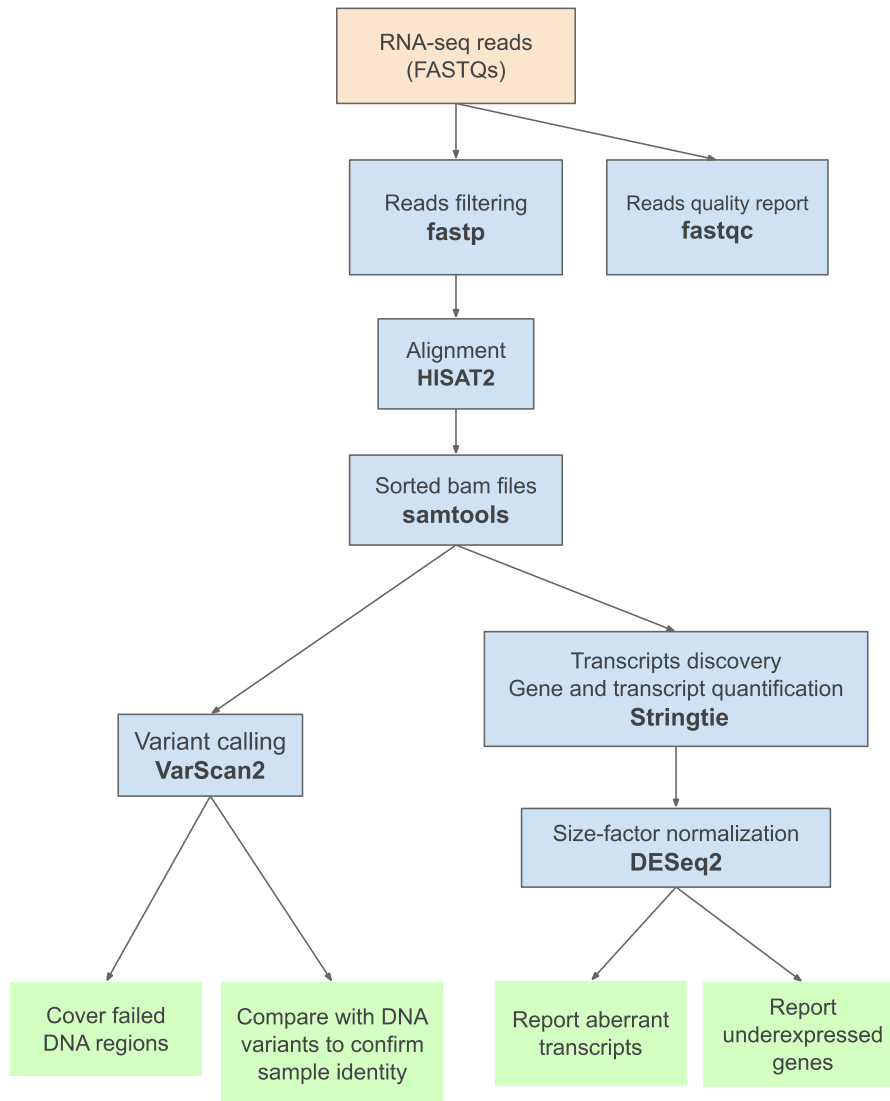 RNA-seq reads
(FASTQs)
Reads filtering
fastp
Reads quality report
fastqc
Alignment
HISAT2
Sorted bam files
samtools
Transcripts discovery
Gene and transcript quantification
Stringtie
Variant calling
VarScan2
Size-factor normalization
DESeq2
Cover failed
DNA regions
Compare with DNA
variants to confirm
sample identity
Report aberrant
transcripts
Report
underexpressed
genes